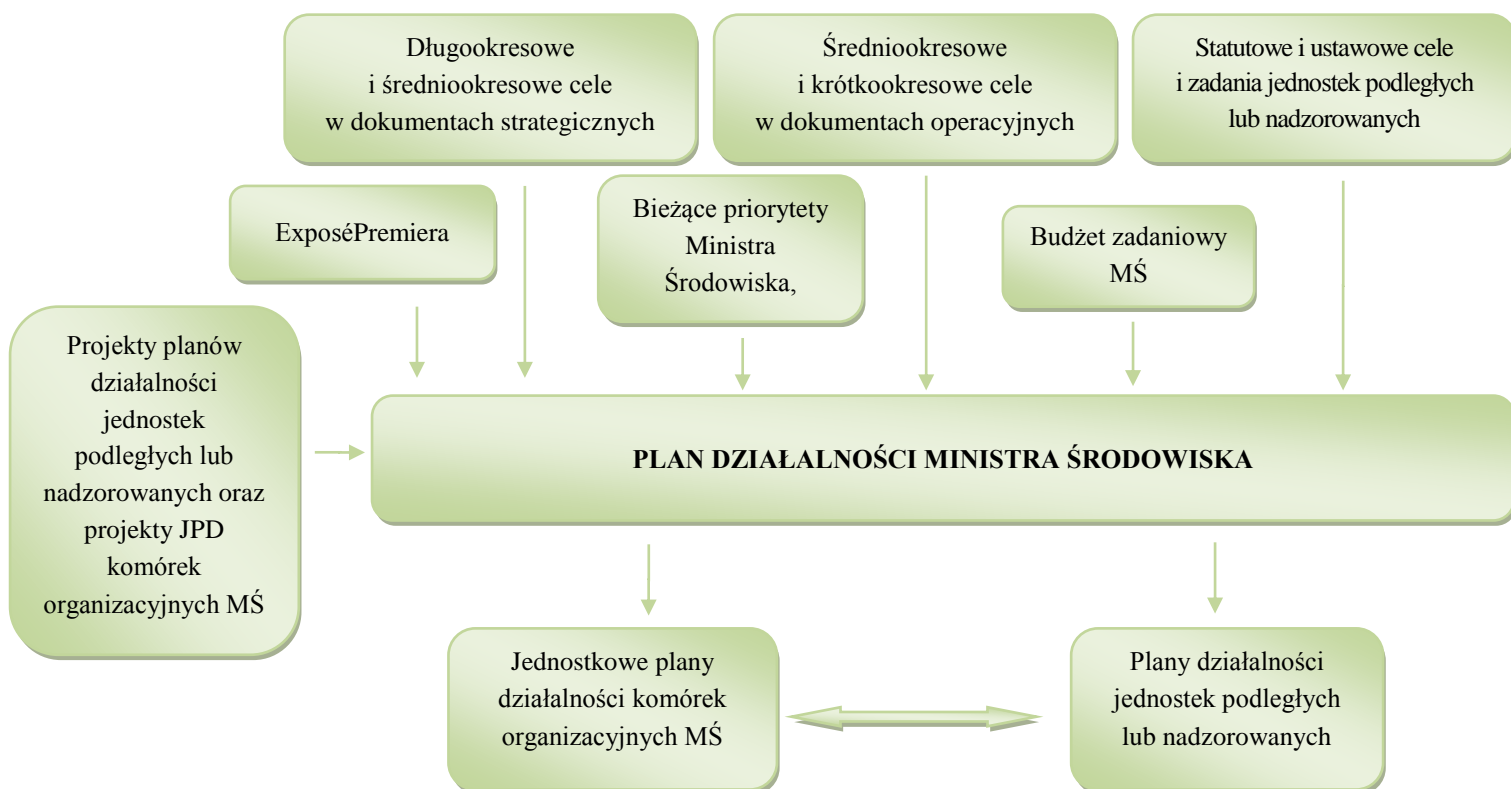 Długookresowe
i średniookresowe cele
w dokumentach strategicznych
Średniookresowe
i krótkookresowe cele
w dokumentach operacyjnych
Statutowe i ustawowe cele
i zadania jednostek podległych
lub nadzorowanych
ExposéPremiera
Bieżące priorytety
Ministra
Środowiska,
Budżet zadaniowy
MŚ
Projekty planów
działalności
jednostek
podległych lub
nadzorowanych oraz
projekty JPD
komórek
organizacyjnych MŚ
PLAN DZIAŁALNOŚCI MINISTRA ŚRODOWISKA
Jednostkowe plany
działalności komórek
organizacyjnych MŚ
Plany działalności
jednostek podległych
lub nadzorowanych